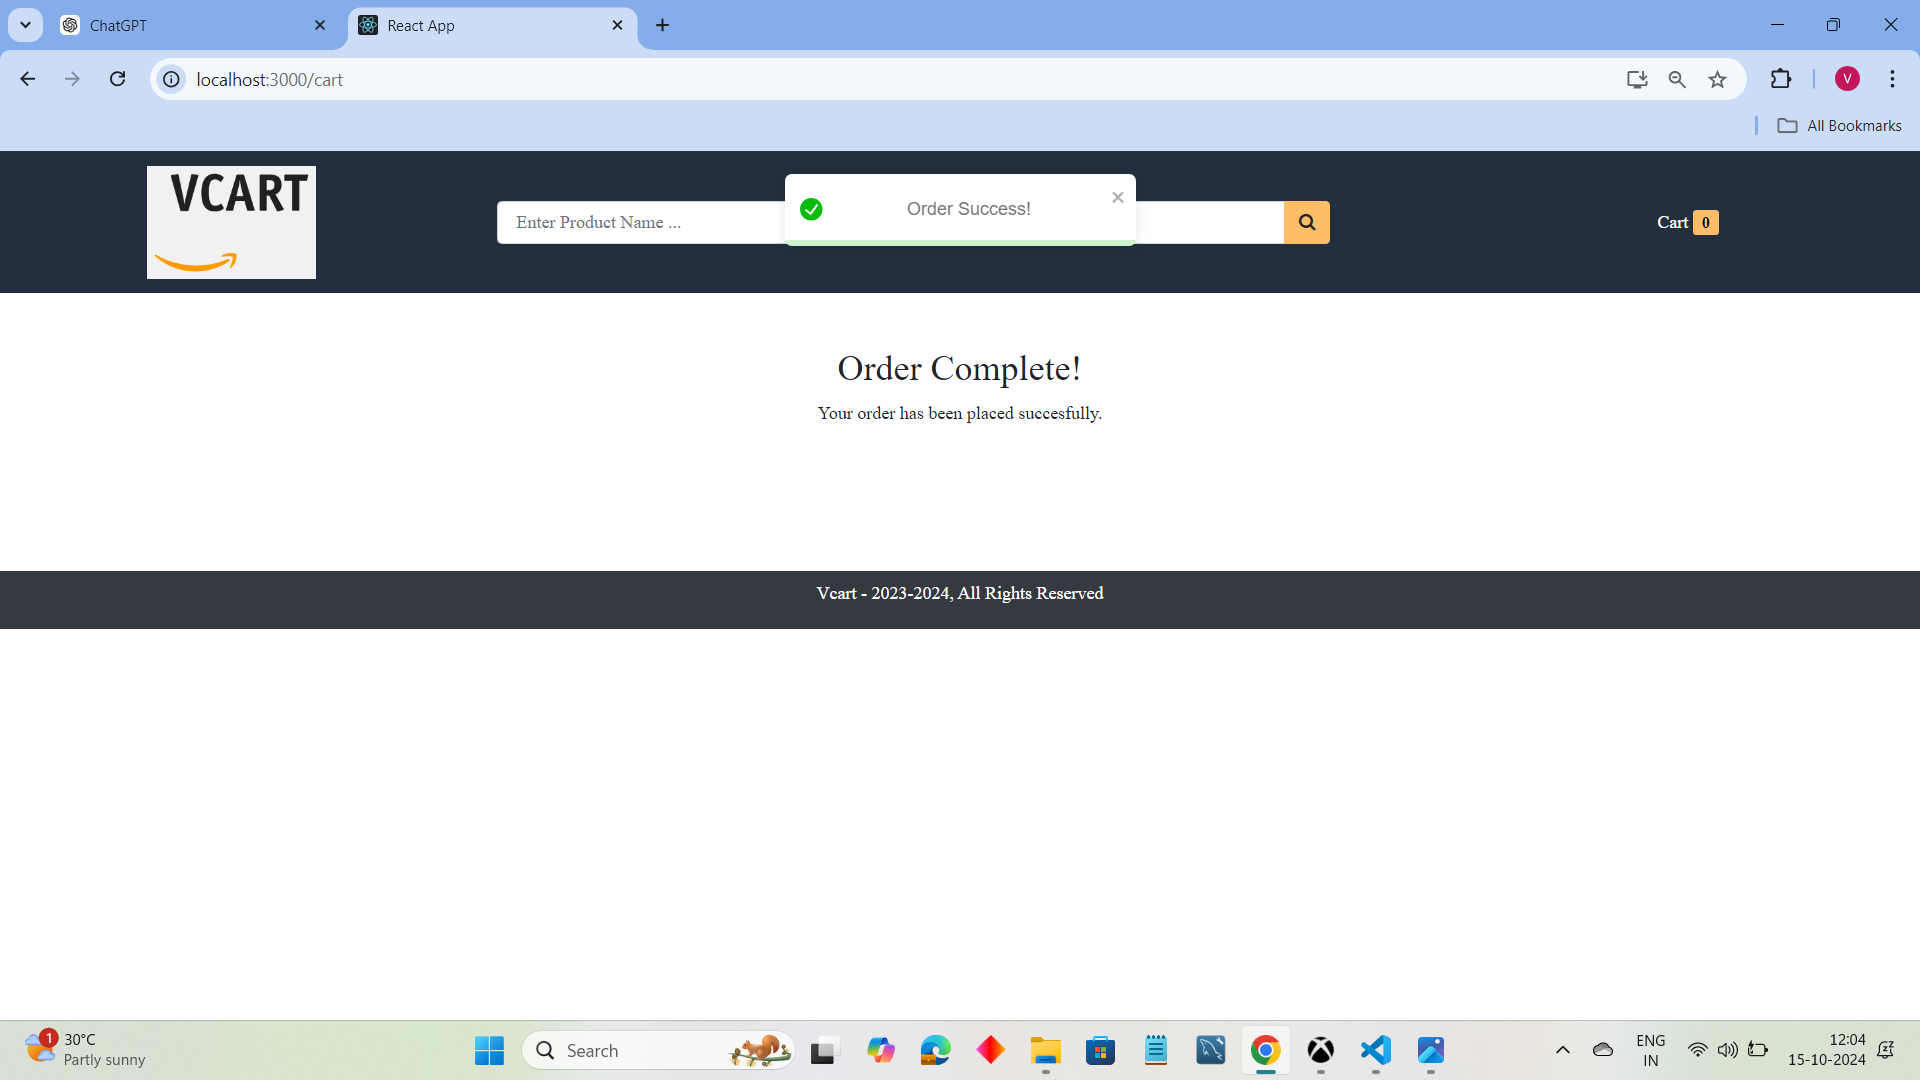 ChatGPT
React App
localhost:3000/cart
V
All Bookmarks
VCART
Enter Product Name ...
Order Success!
Cart 0
Order Complete!
Your order has been placed succesfully.
Vcart - 2023-2024, All Rights Reserved
1
30°C
Partly sunny
Search
ENG
IN
12:04
15-10-2024